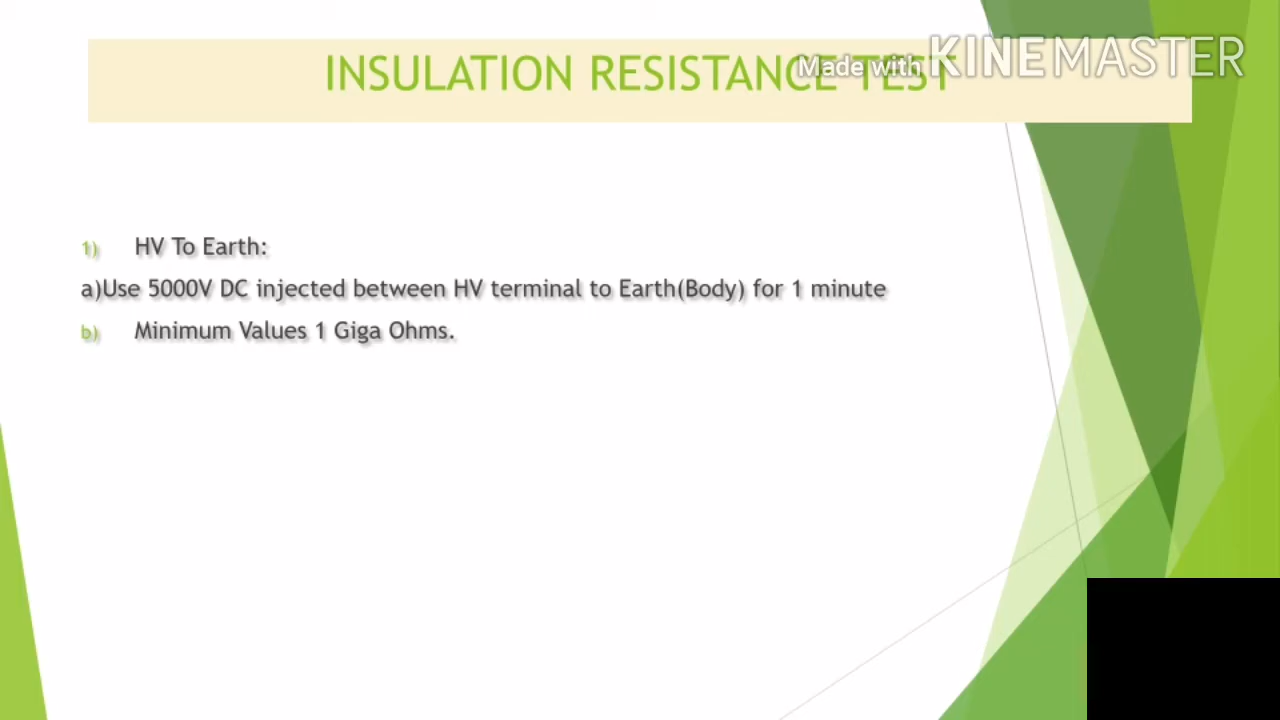 INSULATION RESISTANCE TEST
Made with KINEMASTER
1) HV To Earth:
a)Use 5000V DC injected between HV terminal to Earth(Body) for 1 minute
b) Minimum Values 1 Giga Ohms.